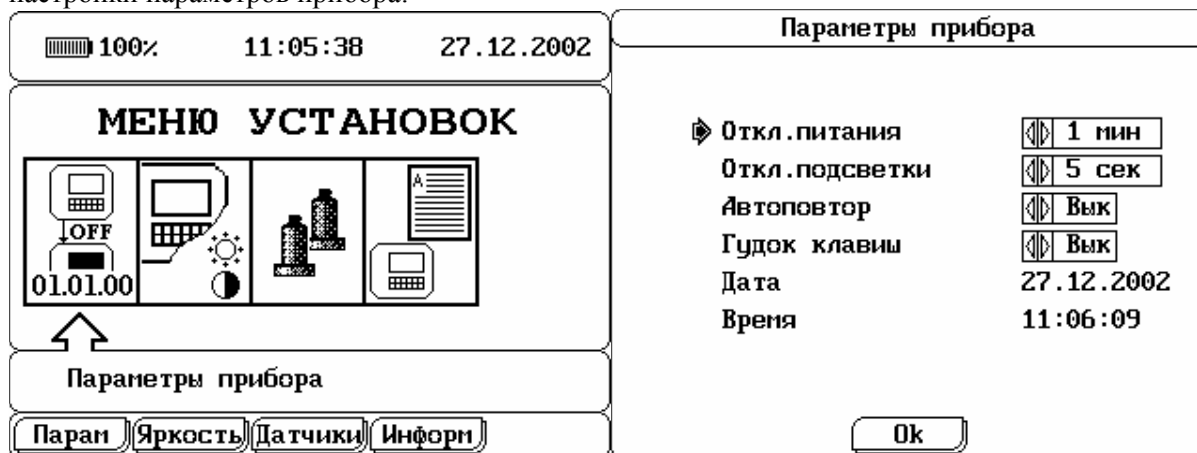 настройки параметров прибора.
100% 11:05:38 27.12.2002
МЕНЮ УСТАНОВОК
OFF
01.01.00
A
Параметры прибора
Парам Яркость Датчики Информ
Параметры прибора
Откл.питания 1 мин
Откл.подсветки 5 сек
Автоповтор Вык
Гудок клавиш Вык
Дата 27.12.2002
Время 11:06:09
Ok